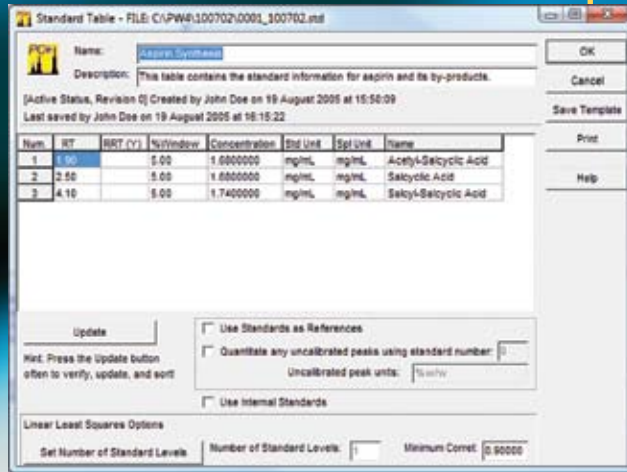 Standard Table - FILE: C:\PW4\100702\0001_100702.std
PCH
Name: Aspirin Synthesis
Description: This table contains the standard information for aspirin and its by-products.
[Active Status, Revision 0] Created by John Doe on 19 August 2005 at 15:50:09
Last saved by John Doe on 19 August 2005 at 16:15:22
OK
Cancel
Save Template
Print
Help
Num RT RRT (Y) %Window Concentration Std Unit Spl Unit Name
1 1.90 5.00 1.6800000 mg/mL mg/mL Acetyl-Salcyclic Acid
2 2.50 5.00 1.6800000 mg/mL mg/mL Salcyclic Acid
3 4.10 5.00 1.7400000 mg/mL mg/mL Salcyl-Salcyclic Acid
Update
Hint: Press the Update button
often to verify, update, and sort!
Use Standards as References
Quantitate any uncalibrated peaks using standard number: 0
Uncalibrated peak units: %w/w
Use Internal Standards
Linear Least Squares Options
Set Number of Standard Levels
Number of Standard Levels: 1
Minimum Correl: 0.90000